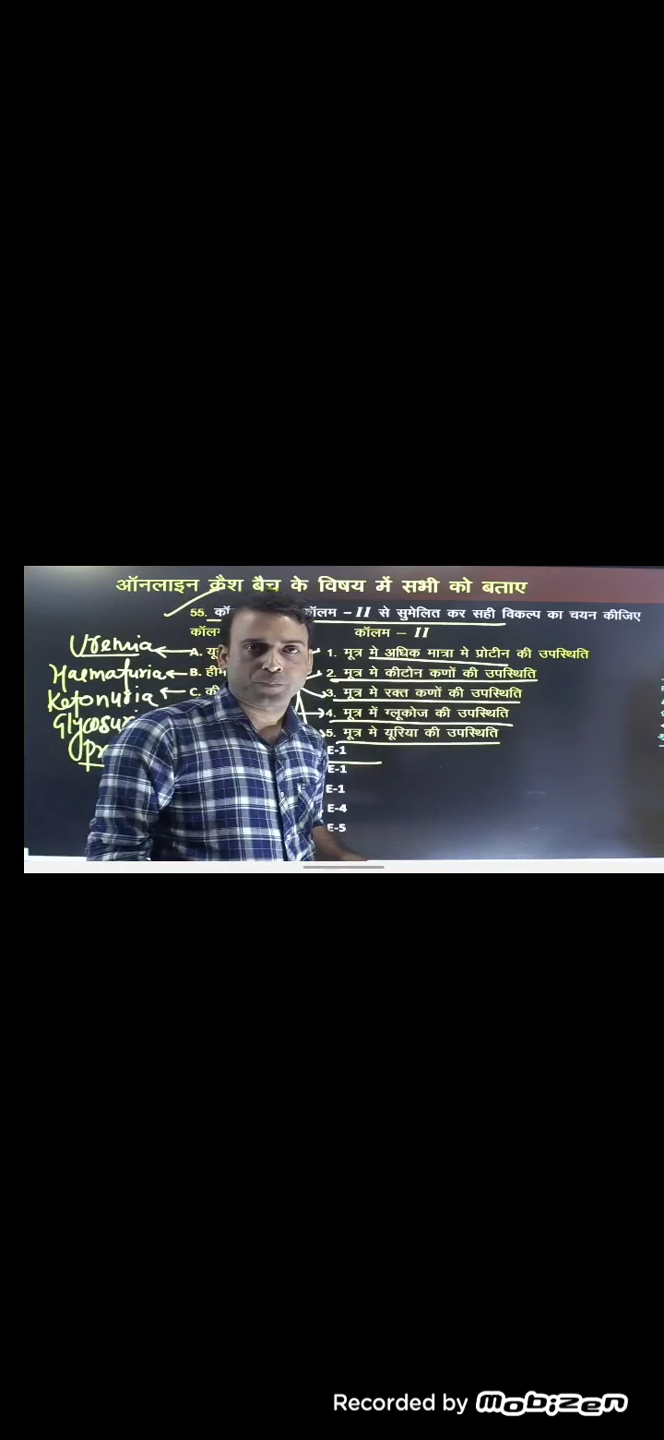 ऑनलाइन क्रैश बैच के विषय में सभी को बताए
55. कॉलम – II से सुमेलित कर सही विकल्प का चयन कीजिए
कॉलम – II
Uremia A. 1. मूत्र मे अधिक मात्रा मे प्रोटीन की उपस्थिति
Haematuria B. 2. मूत्र मे कीटोन कणों की उपस्थिति
Ketonuria C. 3. मूत्र मे रक्त कणों की उपस्थिति
4. मूत्र में ग्लूकोज की उपस्थिति
5. मूत्र मे यूरिया की उपस्थिति
E-1
E-1
E-1
E-4
E-5
Recorded by mobizen